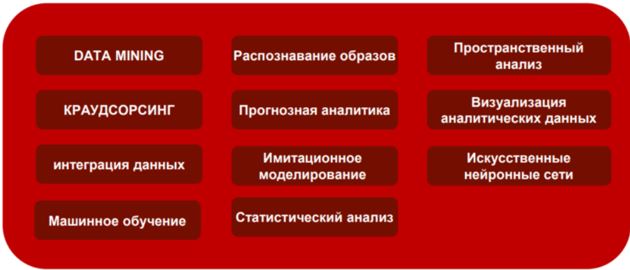 DATA MINING
КРАУДСОРСИНГ
интеграция данных
Машинное обучение
Распознавание образов
Прогнозная аналитика
Имитационное
моделирование
Статистический анализ
Пространственный
анализ
Визуализация
аналитических данных
Искусственные
нейронные сети